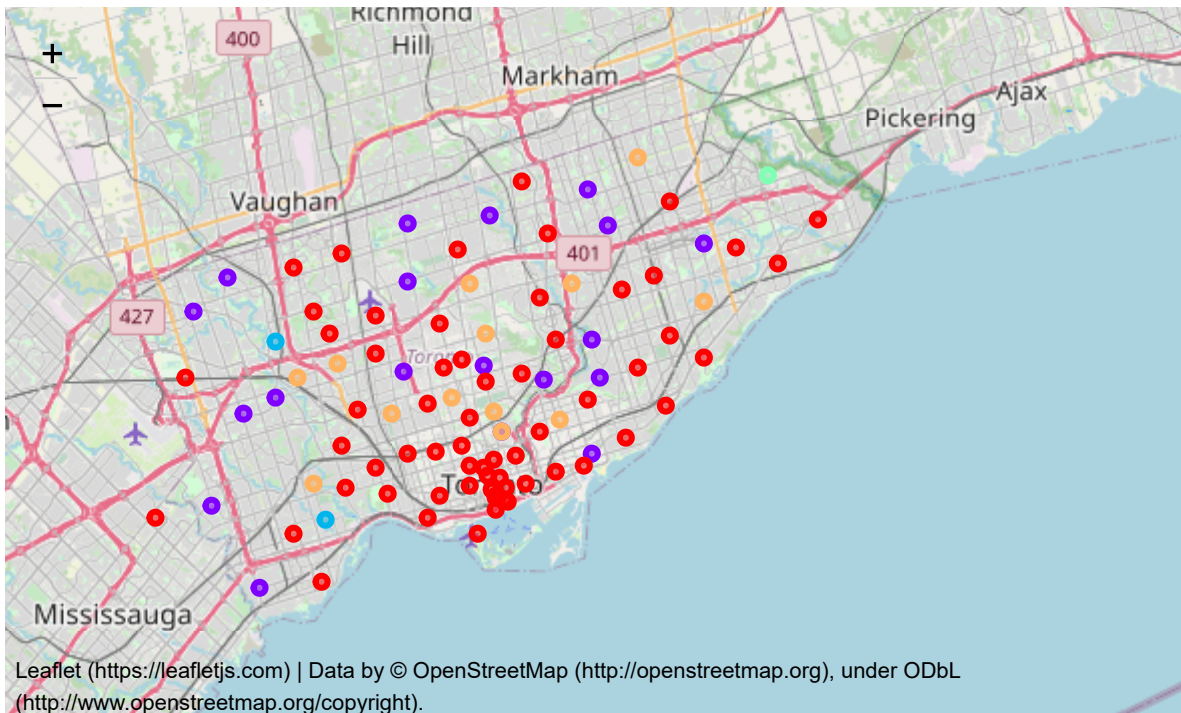 Richmond
Hill
400
+
Markham
−
Ajax
Pickering
Vaughan
401
427
Toronto
Mississauga
Leaflet (https://leafletjs.com) | Data by © OpenStreetMap (http://openstreetmap.org), under ODbL
(http://www.openstreetmap.org/copyright).